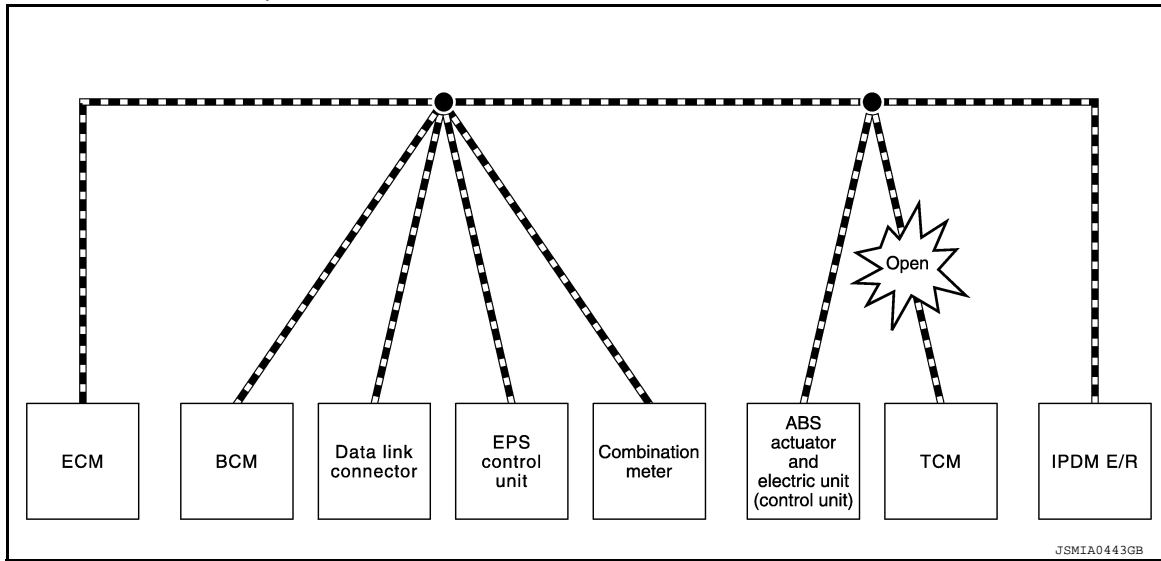 Open
ECM
BCM
Data link
connector
EPS
control
unit
Combination
meter
ABS
actuator
and
electric unit
(control unit)
TCM
IPDM E/R
JSMIA0443GB